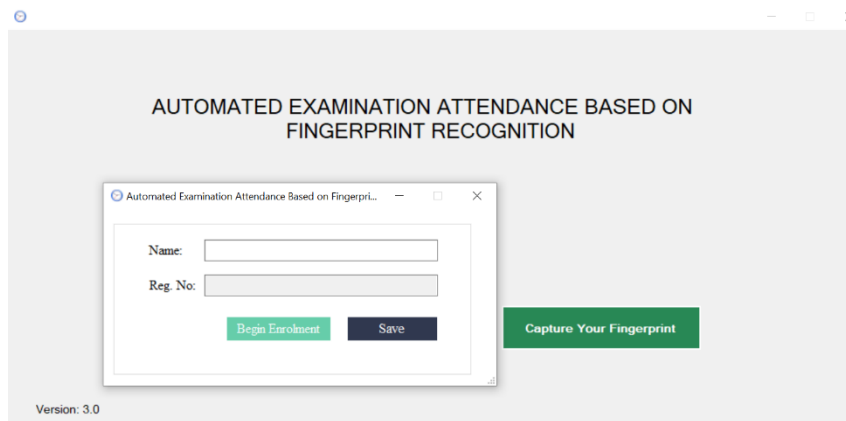 AUTOMATED EXAMINATION ATTENDANCE BASED ON
FINGERPRINT RECOGNITION
Automated Examination Attendance Based on Fingerpri...
Name:
Reg. No:
Begin Enrolment
Save
Capture Your Fingerprint
Version: 3.0